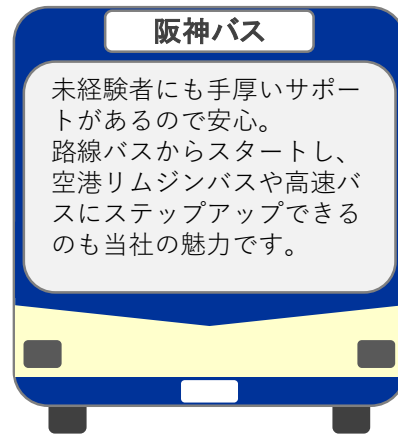 阪神バス
未経験者にも手厚いサポー
トがあるので安心。
路線バスからスタートし、
空港リムジンバスや高速バ
スにステップアップできる
のも当社の魅力です。